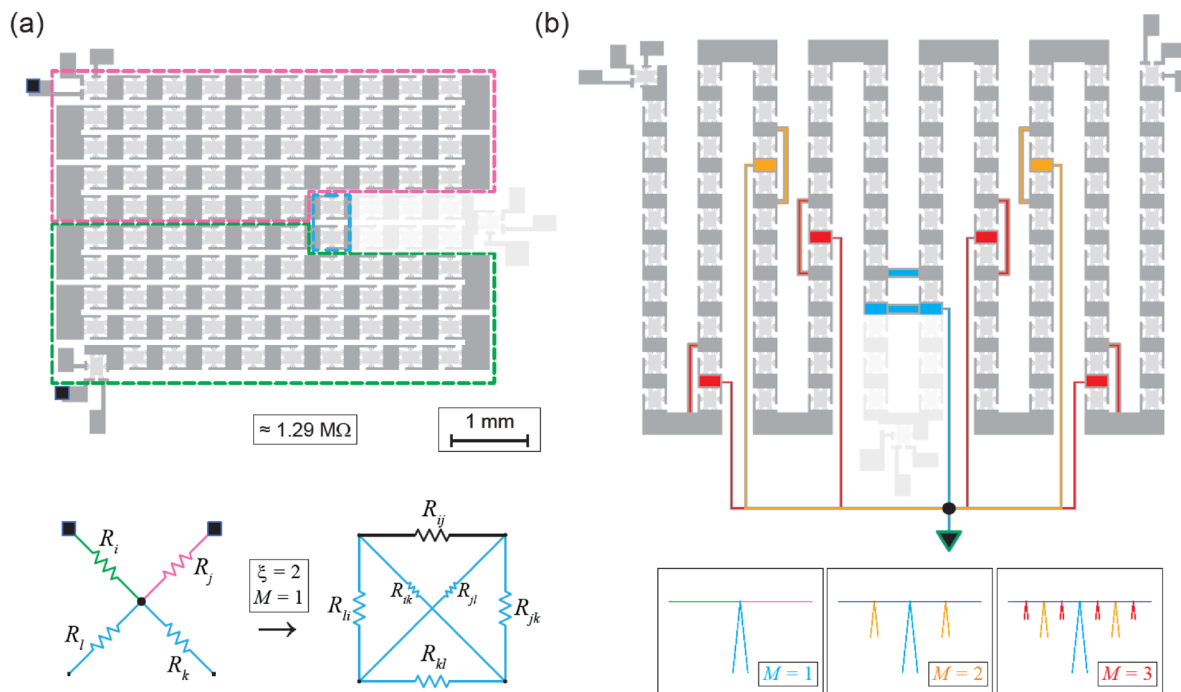 (a)
(b)
≈ 1.29 MΩ
1 mm
R_i
R_j
R_l
R_k
ξ = 2
M = 1
R_ij
R_ik
R_jl
R_li
R_jk
R_kl
M = 1
M = 2
M = 3